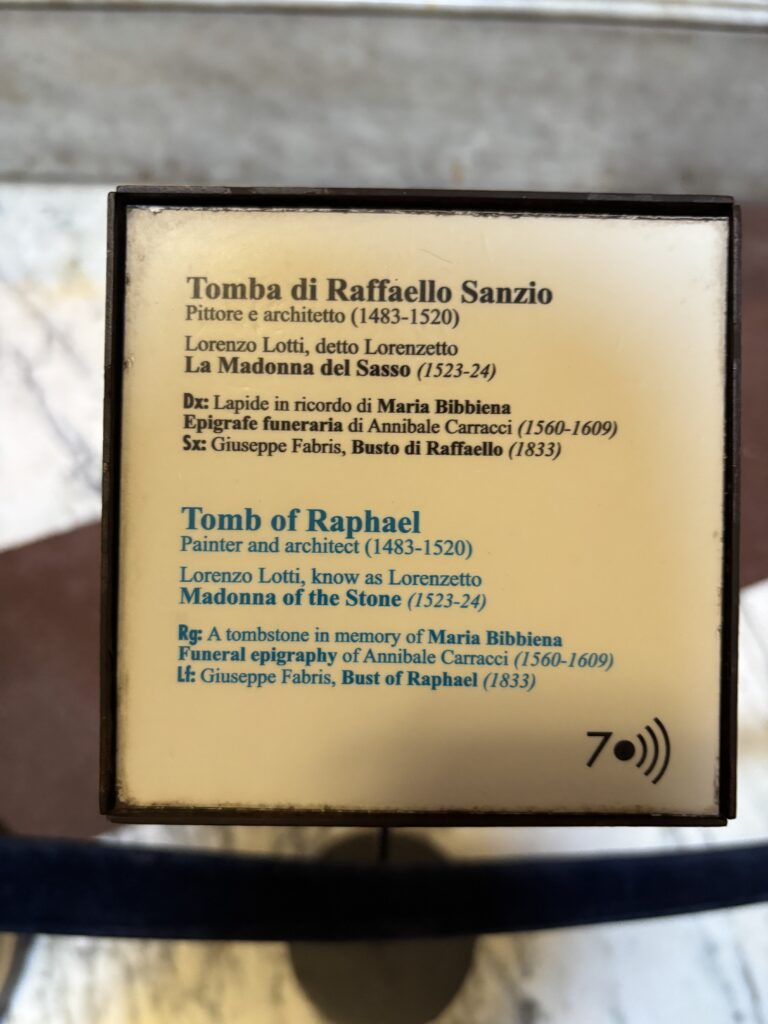 Tomba di Raffaello Sanzio
Pittore e architetto (1483-1520)
Lorenzo Lotti, detto Lorenzetto
La Madonna del Sasso (1523-24)
Dx: Lapide in ricordo di Maria Bibbiena
Epigrafe funeraria di Annibale Carracci (1560-1609)
Sx: Giuseppe Fabris, Busto di Raffaello (1833)
Tomb of Raphael
Painter and architect (1483-1520)
Lorenzo Lotti, know as Lorenzetto
Madonna of the Stone (1523-24)
Rg: A tombstone in memory of Maria Bibbiena
Funeral epigraphy of Annibale Carracci (1560-1609)
Lf: Giuseppe Fabris, Bust of Raphael (1833)
7